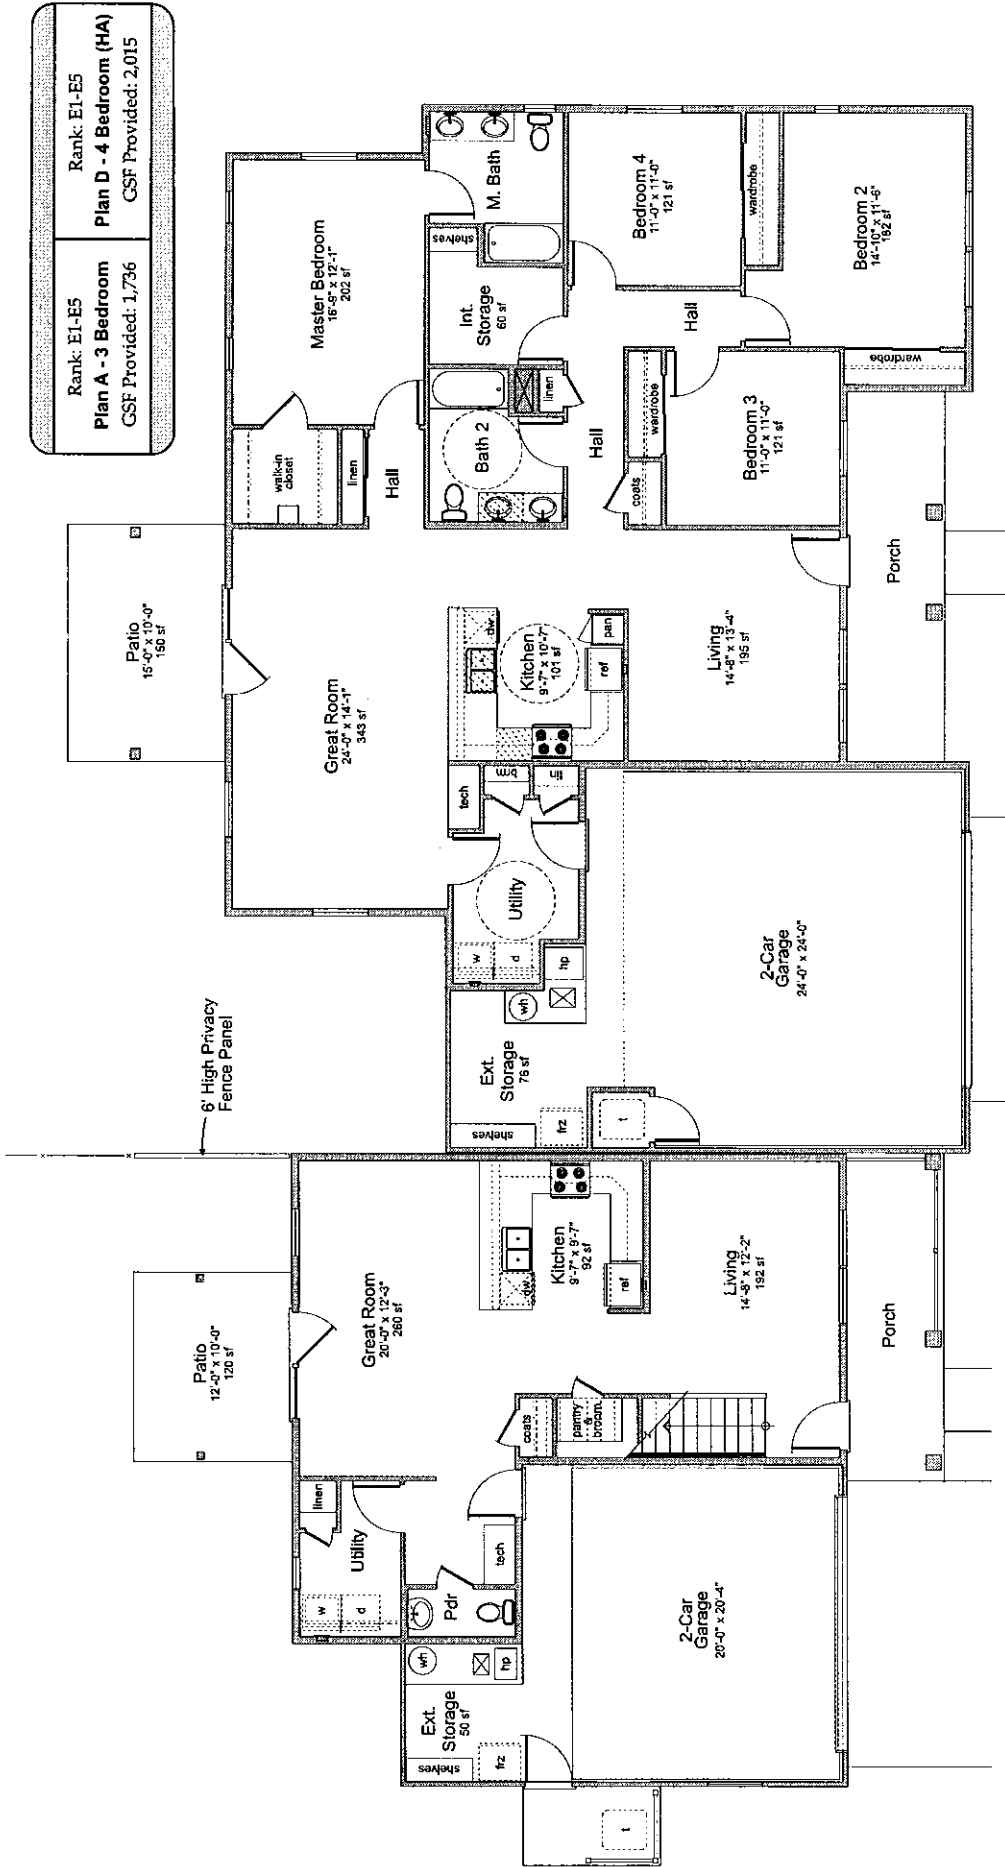 Rank: E1-E5
Plan A - 3 Bedroom
GSF Provided: 1,736
Rank: E1-E5
Plan D - 4 Bedroom (HA)
GSF Provided: 2,015
Patio
12'-0" x 10'-0"
120 sf
6' High Privacy
Fence Panel
Patio
15'-0" x 10'-0"
150 sf
linen
Utility
w
d
Great Room
20'-0" x 12'-3"
260 sf
Pdr
tech
coats
pantry
&
broom
dw
Kitchen
9'-7" x 9'-7"
92 sf
ref
Ext.
Storage
50 sf
shelves
frz
wh
hp
t
2-Car
Garage
20'-0" x 20'-4"
Living
14'-8" x 12'-2"
192 sf
Porch
Great Room
24'-0" x 14'-1"
343 sf
walk-in
closet
linen
Hall
Master Bedroom
16'-9" x 12'-1"
202 sf
Ext.
Storage
76 sf
shelves
frz
t
wh
hp
w
d
Utility
tech
brm
lin
dw
Kitchen
9'-7" x 10'-7"
101 sf
ref
pan
Bath 2
linen
Int.
Storage
60 sf
shelves
M. Bath
Hall
coats
wardrobe
Hall
Bedroom 4
11'-0" x 11'-0"
121 sf
wardrobe
2-Car
Garage
24'-0" x 24'-0"
Living
14'-8" x 13'-4"
195 sf
Bedroom 3
11'-0" x 11'-0"
121 sf
wardrobe
Bedroom 2
14'-10" x 11'-6"
182 sf
Porch